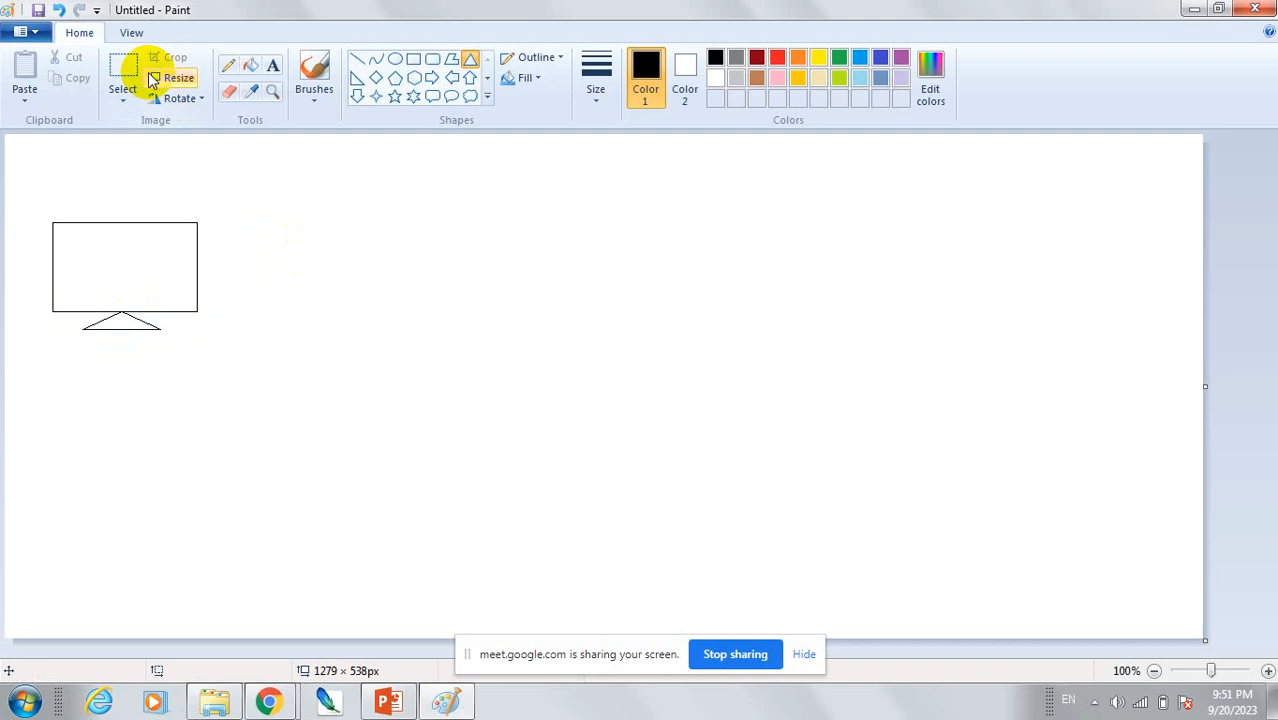 Untitled - Paint
Home View
Cut
Copy
Paste
Clipboard
Select
Crop
Resize
Rotate
Image
A
Tools
Brushes
Shapes
Outline
Fill
Size
Color 1
Color 2
Edit colors
Colors
meet.google.com is sharing your screen. Stop sharing Hide
1279 × 538px
100%
EN
9:51 PM
9/20/2023